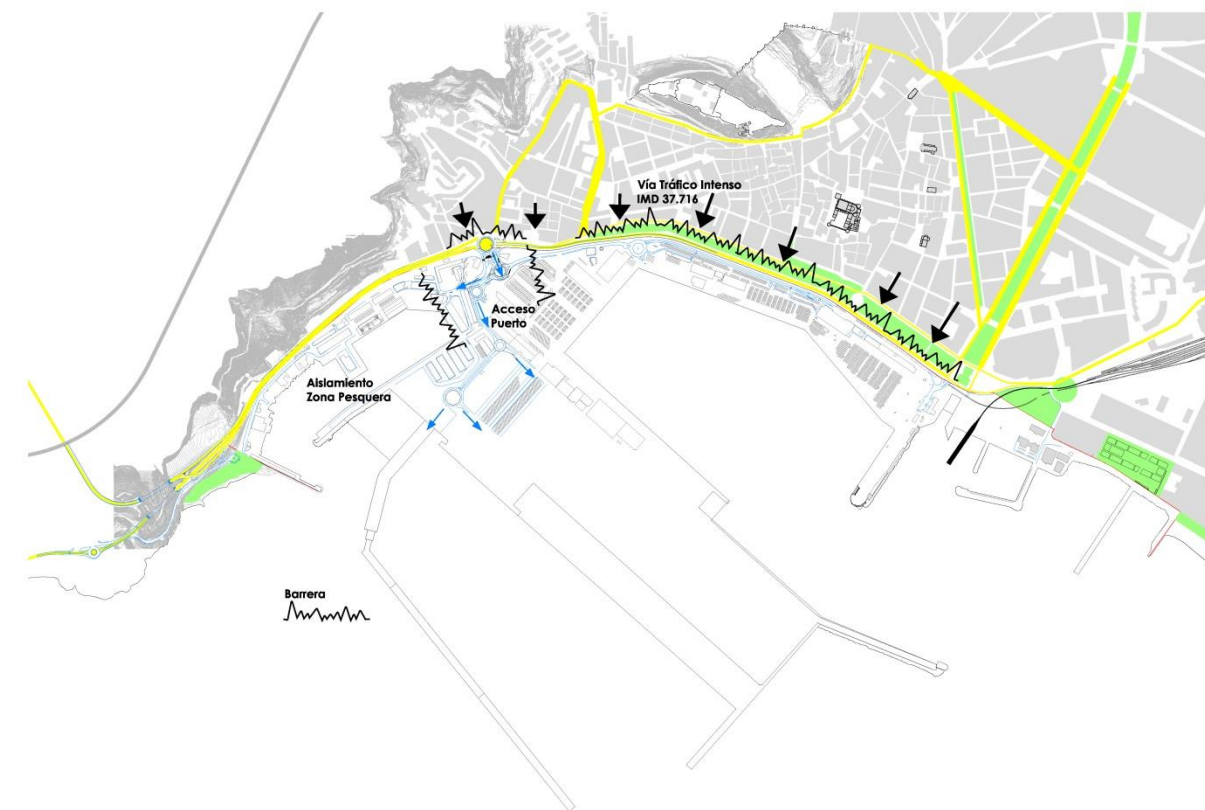 Vía Tráfico Intenso
IMD 37.716
Acceso
Puerto
Aislamiento
Zona Pesquera
Barrera